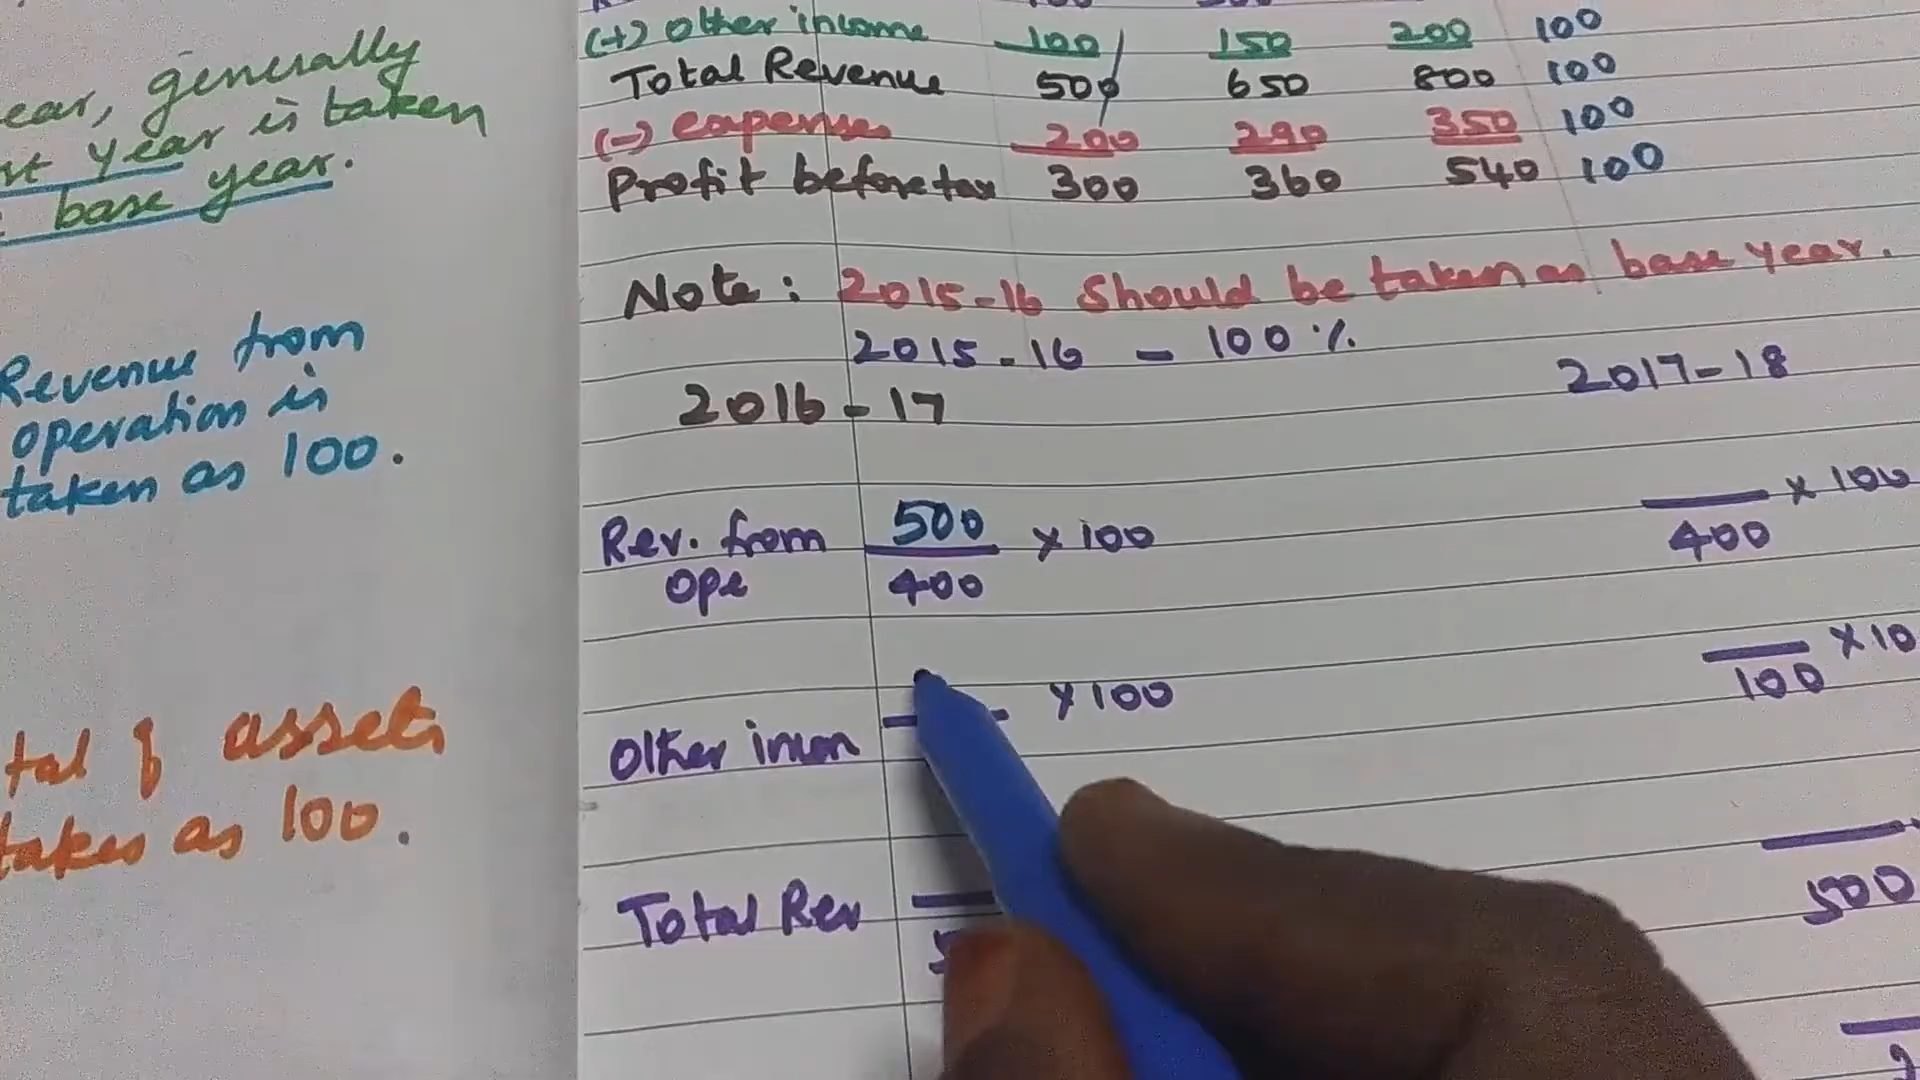 ear, generally
st year is taken
base year.
Revenue from
operation is
taken as 100.
tal of assets
takes as 100.
(+) Other income 100 150 200 100
Total Revenue 500 650 800 100
(-) expenses 200 290 350 100
Profit before tax 300 360 540 100
Note: 2015-16 Should be taken as base year.
2015-16 - 100%
2016-17 2017-18
Rev. from 500 × 100 × 100
Ope 400 400
× 100 × 10
Other incom 100
Total Rev
5 500